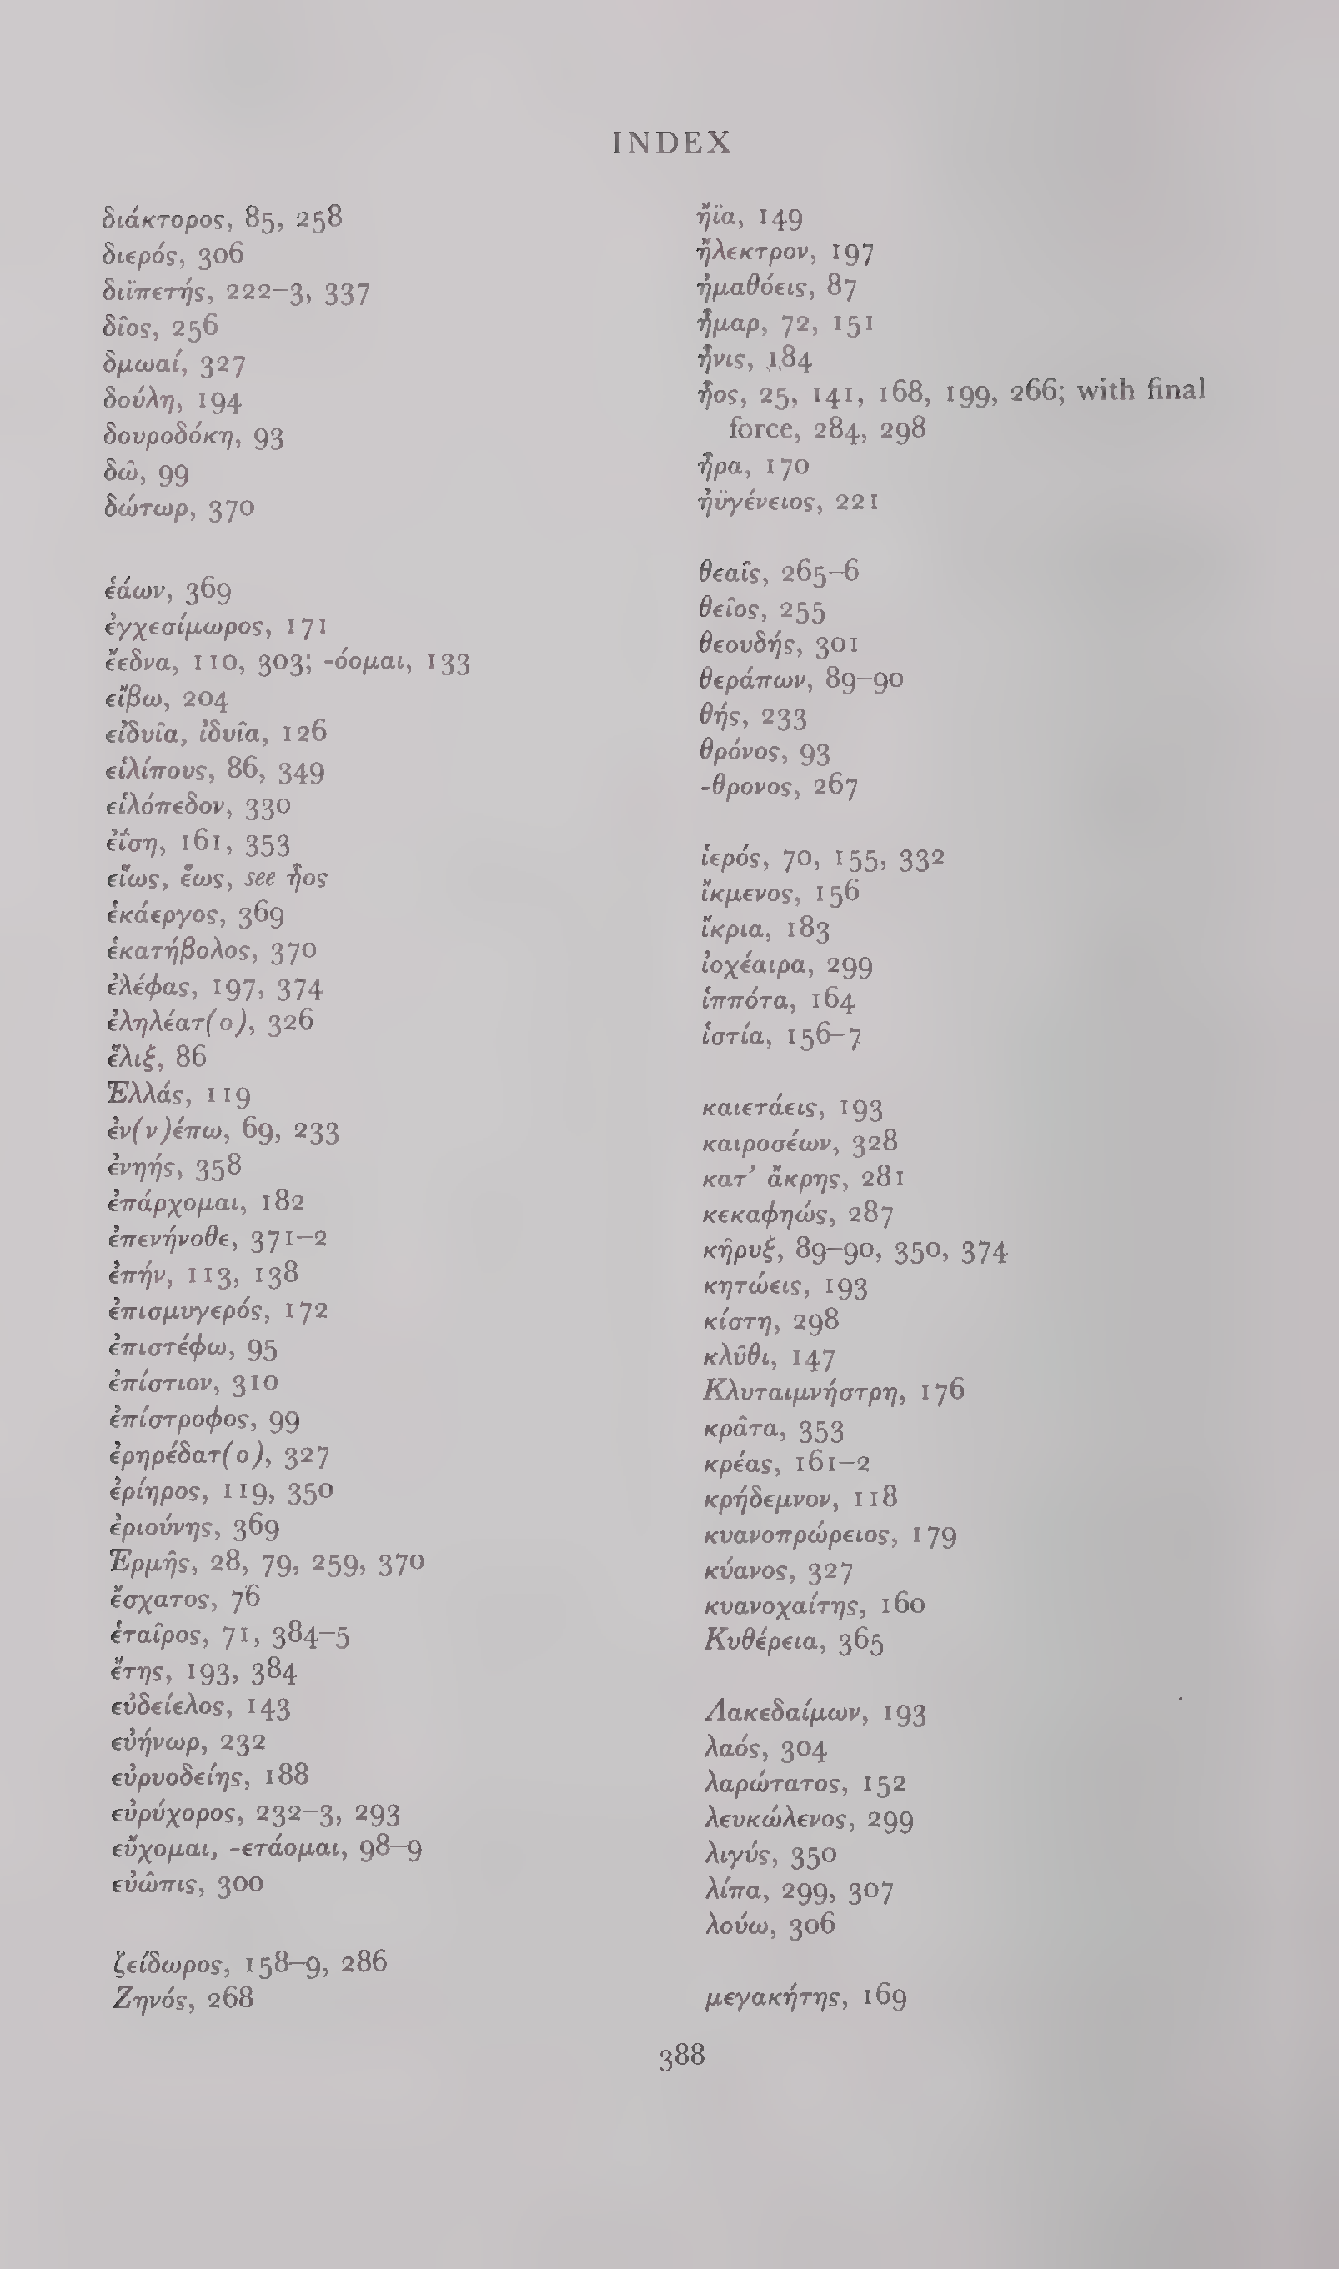 INDEX
διάκτορος, 85, 258
διερός, 306
διϊπετής, 222–3, 337
δῖος, 256
δμωαί, 327
δούλη, 194
δουροδόκη, 93
δῶ, 99
δώτωρ, 370
ἑάων, 369
ἐγχεσίμωρος, 171
ἔεδνα, 110, 303; -όομαι, 133
εἴβω, 204
εἰδυῖα, ἰδυῖα, 126
εἰλίπους, 86, 349
εἱλόπεδον, 330
ἐΐση, 161, 353
εἵως, ἕως, see ἧος
ἑκάεργος, 369
ἑκατήβολος, 370
ἐλέφας, 197, 374
ἐληλέατ(ο), 326
ἕλιξ, 86
Ἑλλάς, 119
ἐν(ν)έπω, 69, 233
ἐνηής, 358
ἐπάρχομαι, 182
ἐπενήνοθε, 371–2
ἐπήν, 113, 138
ἐπισμυγερός, 172
ἐπιστέφω, 95
ἐπίστιον, 310
ἐπίστροφος, 99
ἐρηρέδατ(ο), 327
ἐρίηρος, 119, 350
ἐριούνης, 369
Ἑρμῆς, 28, 79, 259, 370
ἔσχατος, 76
ἑταῖρος, 71, 384–5
ἔτης, 193, 384
εὐδείελος, 143
εὐήνωρ, 232
εὐρυοδείης, 188
εὐρύχορος, 232–3, 293
εὔχομαι, -ετάομαι, 98–9
εὐῶπις, 300
ζείδωρος, 158–9, 286
Ζηνός, 268
ἤϊα, 149
ἤλεκτρον, 197
ἠμαθόεις, 87
ἦμαρ, 72, 151
ἦνις, 184
ἧος, 25, 141, 168, 199, 266; with final
force, 284, 298
ἦρα, 170
ἠϋγένειος, 221
θεαῖς, 265–6
θεῖος, 255
θεουδής, 301
θεράπων, 89–90
θής, 233
θρόνος, 93
-θρονος, 267
ἱερός, 70, 155, 332
ἴκμενος, 156
ἴκρια, 183
ἰοχέαιρα, 299
ἱππότα, 164
ἱστία, 156–7
καιετάεις, 193
καιροσέων, 328
κατ’ ἄκρης, 281
κεκαφηώς, 287
κῆρυξ, 89–90, 350, 374
κητώεις, 193
κίστη, 298
κλῦθι, 147
Κλυταιμνήστρη, 176
κρᾶτα, 353
κρέας, 161–2
κρήδεμνον, 118
κυανοπρώρειος, 179
κύανος, 327
κυανοχαίτης, 160
Κυθέρεια, 365
Λακεδαίμων, 193
λαός, 304
λαρώτατος, 152
λευκώλενος, 299
λιγύς, 350
λίπα, 299, 307
λούω, 306
μεγακήτης, 169
388